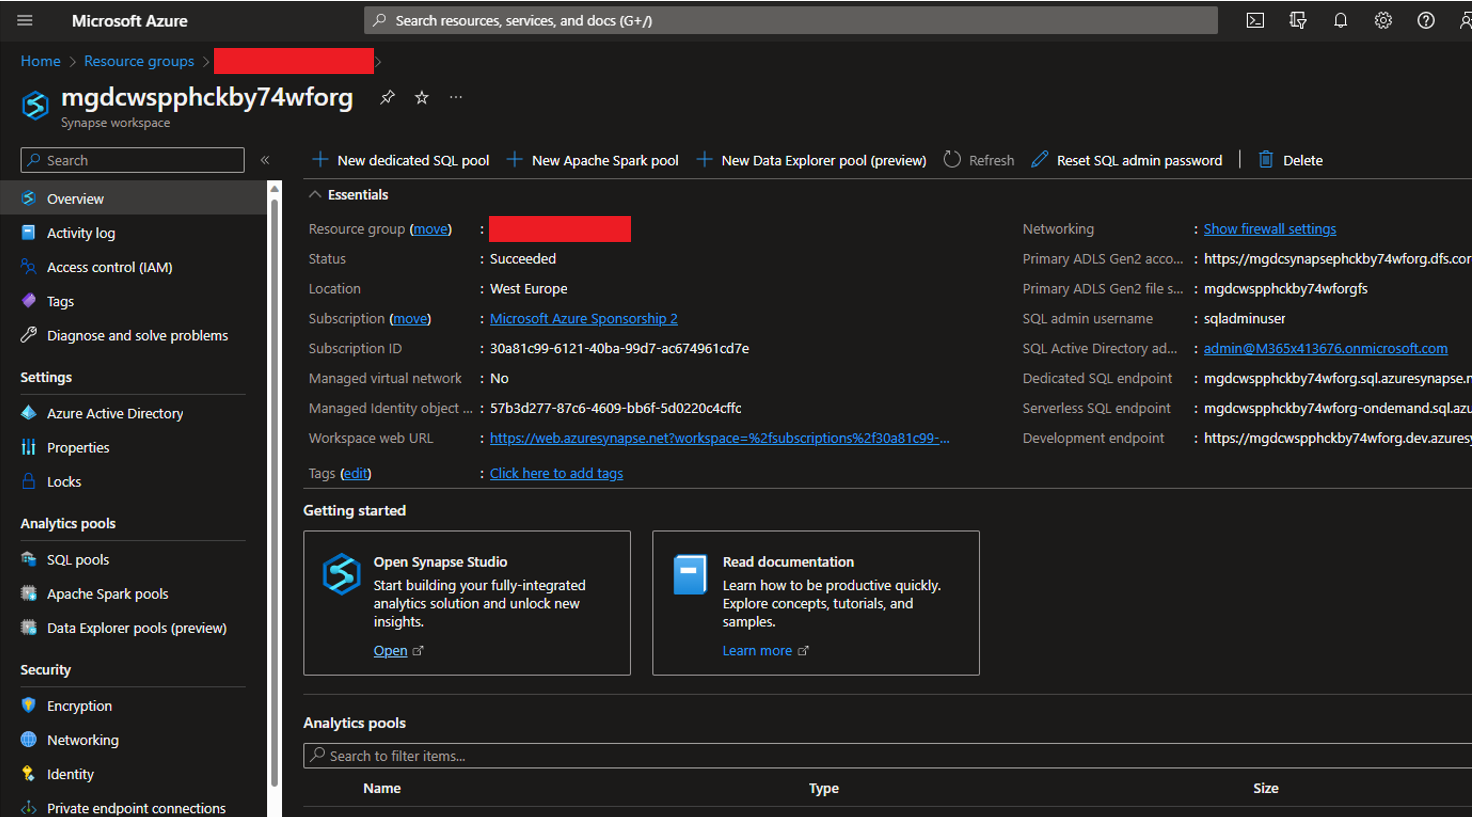 Microsoft Azure
Search resources, services, and docs (G+/)
Home > Resource groups >
mgdcwspphckby74wforg
Synapse workspace
Search
Overview
Activity log
Access control (IAM)
Tags
Diagnose and solve problems
Settings
Azure Active Directory
Properties
Locks
Analytics pools
SQL pools
Apache Spark pools
Data Explorer pools (preview)
Security
Encryption
Networking
Identity
Private endpoint connections
New dedicated SQL pool
New Apache Spark pool
New Data Explorer pool (preview)
Refresh
Reset SQL admin password
Delete
Essentials
Resource group (move) :
Status : Succeeded
Location : West Europe
Subscription (move) : Microsoft Azure Sponsorship 2
Subscription ID : 30a81c99-6121-40ba-99d7-ac674961cd7e
Managed virtual network : No
Managed Identity object ... : 57b3d277-87c6-4609-bb6f-5d0220c4cffc
Workspace web URL : https://web.azuresynapse.net?workspace=%2fsubscriptions%2f30a81c99-...
Tags (edit) : Click here to add tags
Networking : Show firewall settings
Primary ADLS Gen2 acco... : https://mgdcsynapsephckby74wforg.dfs.cor
Primary ADLS Gen2 file s... : mgdcwspphckby74wforgfs
SQL admin username : sqladminuser
SQL Active Directory ad... : admin@M365x413676.onmicrosoft.com
Dedicated SQL endpoint : mgdcwspphckby74wforg.sql.azuresynapse.n
Serverless SQL endpoint : mgdcwspphckby74wforg-ondemand.sql.azu
Development endpoint : https://mgdcwspphckby74wforg.dev.azuresy
Getting started
Open Synapse Studio
Start building your fully-integrated
analytics solution and unlock new
insights.
Open
Read documentation
Learn how to be productive quickly.
Explore concepts, tutorials, and
samples.
Learn more
Analytics pools
Search to filter items...
Name Type Size